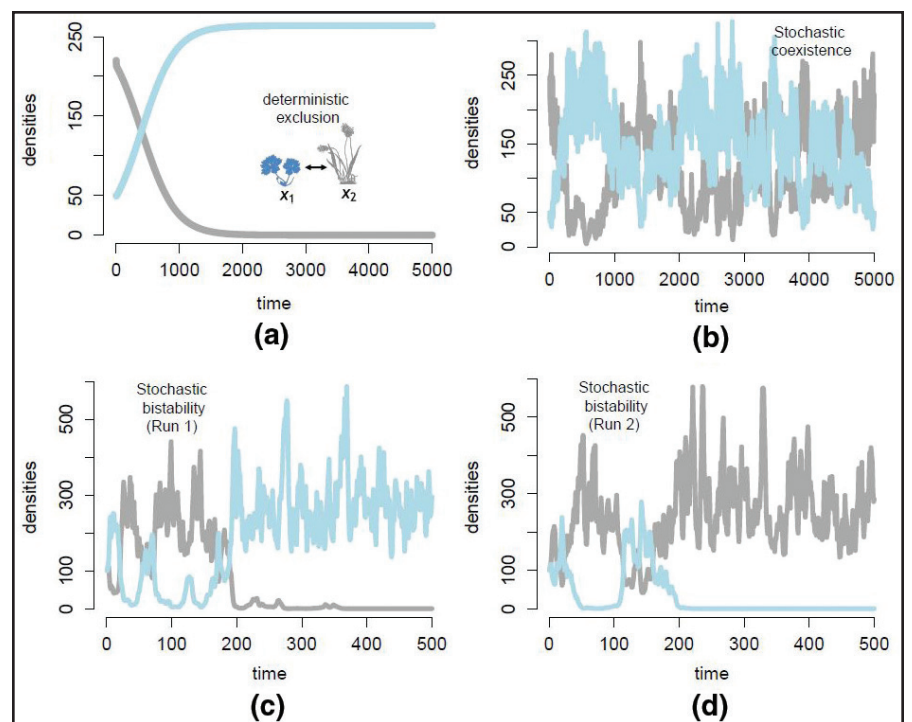 densities
250
150
50
0
deterministic
exclusion
x1
x2
0 1000 2000 3000 4000 5000
time
(a)
densities
250
150
50
0
Stochastic
coexistence
0 1000 2000 3000 4000 5000
time
(b)
densities
500
300
100
0
Stochastic
bistability
(Run 1)
0 100 200 300 400 500
time
(c)
densities
500
300
100
0
Stochastic
bistability
(Run 2)
0 100 200 300 400 500
time
(d)